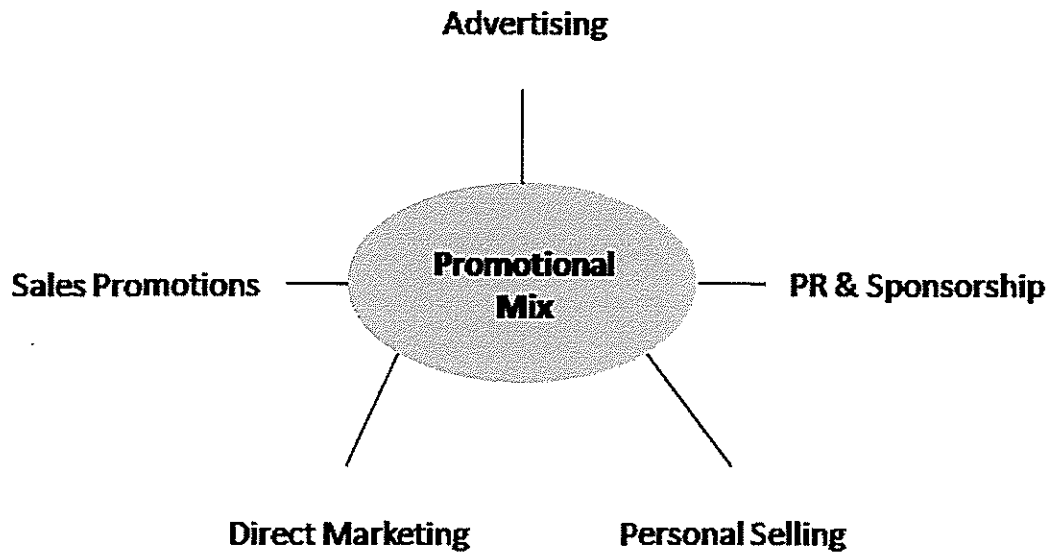 Advertising
Promotional
Mix
Sales Promotions
PR & Sponsorship
Direct Marketing
Personal Selling